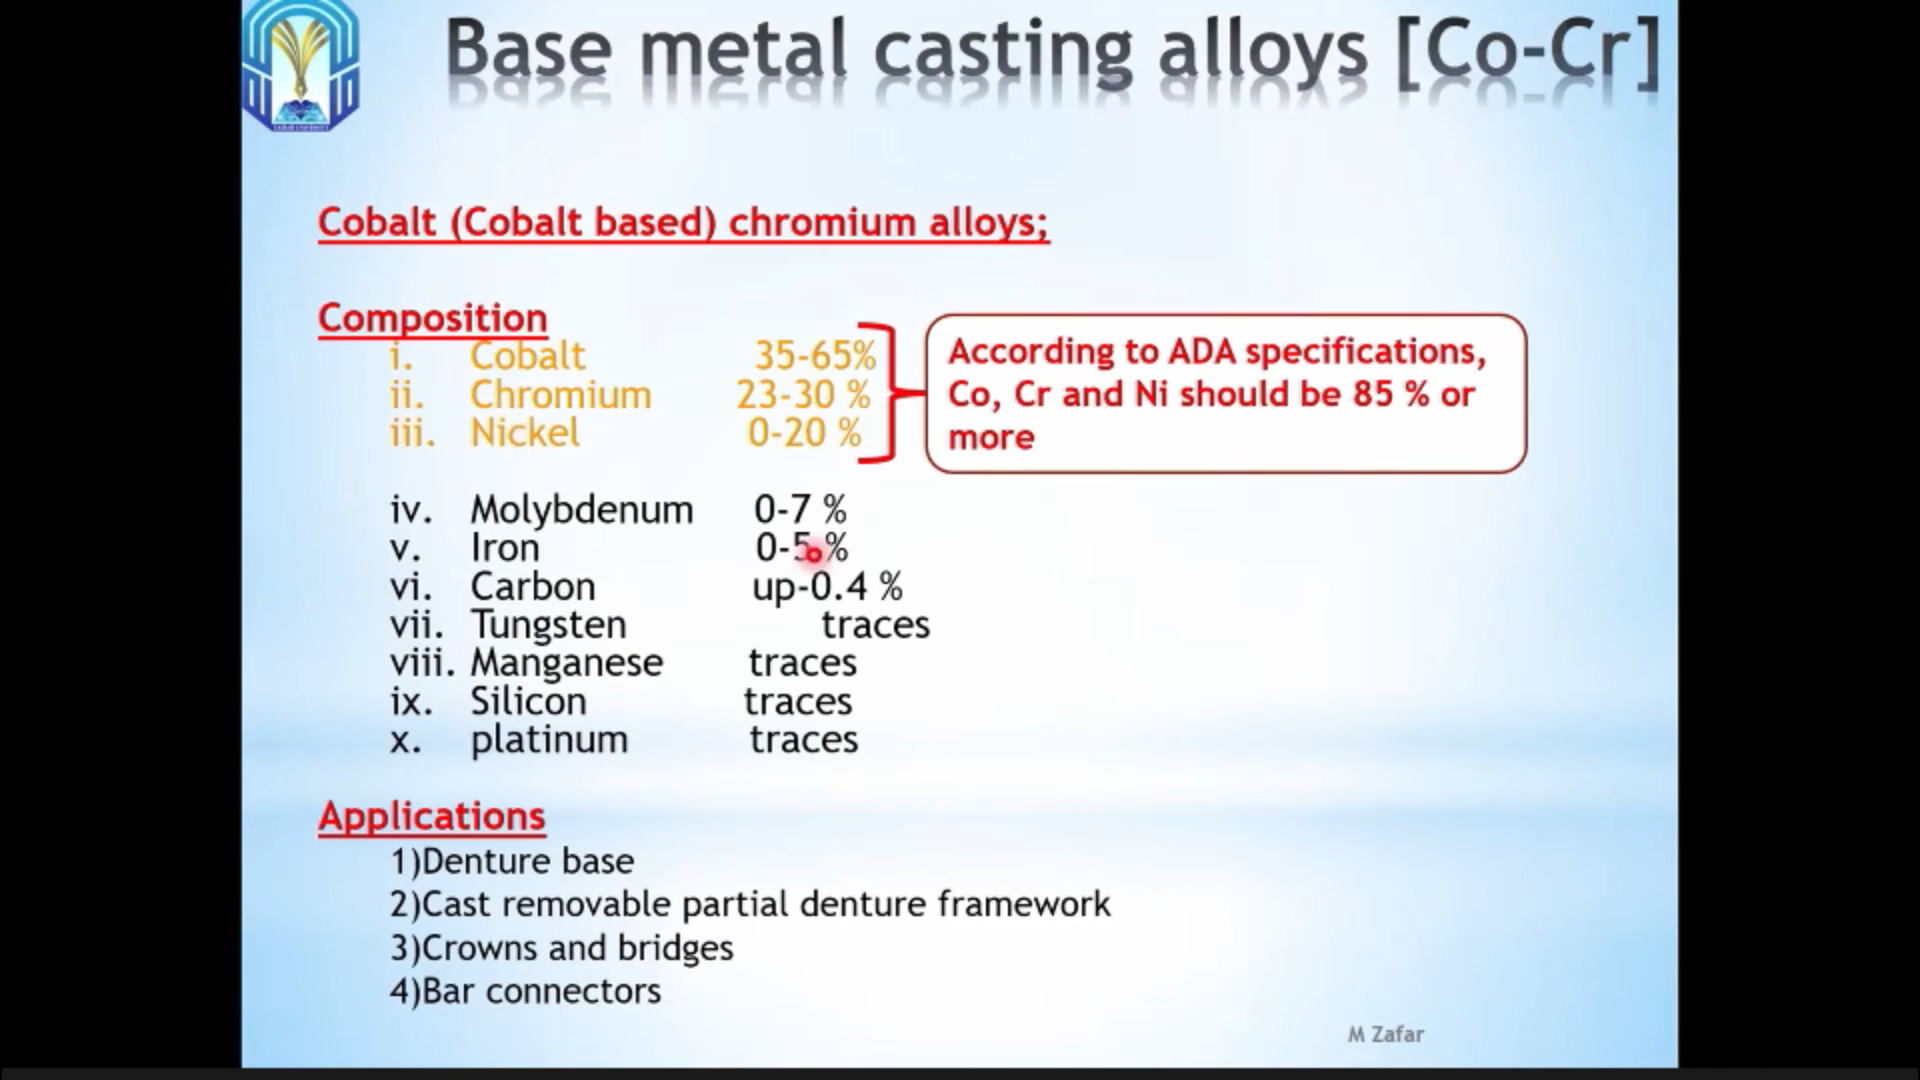 Base metal casting alloys [Co-Cr]
Cobalt (Cobalt based) chromium alloys;
Composition
i. Cobalt 35-65%
ii. Chromium 23-30 %
iii. Nickel 0-20 %
According to ADA specifications,
Co, Cr and Ni should be 85 % or
more
iv. Molybdenum 0-7 %
v. Iron 0-5 %
vi. Carbon up-0.4 %
vii. Tungsten traces
viii. Manganese traces
ix. Silicon traces
x. platinum traces
Applications
1)Denture base
2)Cast removable partial denture framework
3)Crowns and bridges
4)Bar connectors
M Zafar